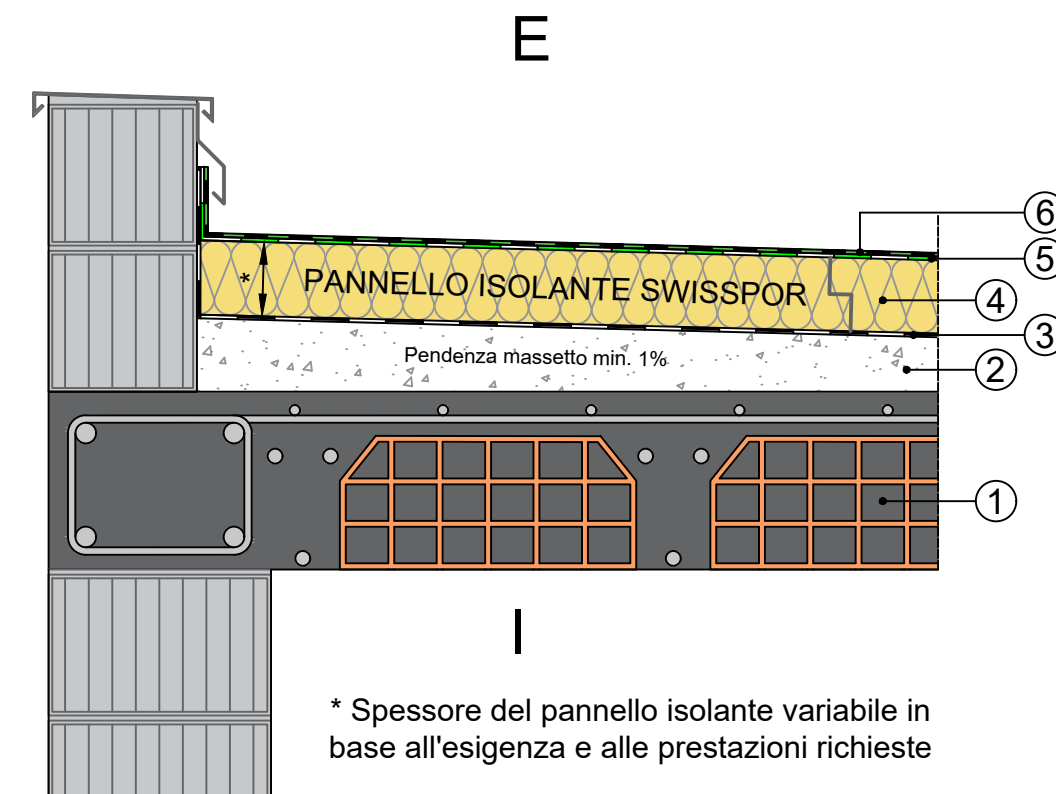 E
6
5
PANNELLO ISOLANTE SWISSPOR
*
4
3
Pendenza massetto min. 1%
2
1
I
* Spessore del pannello isolante variabile in
base all'esigenza e alle prestazioni richieste